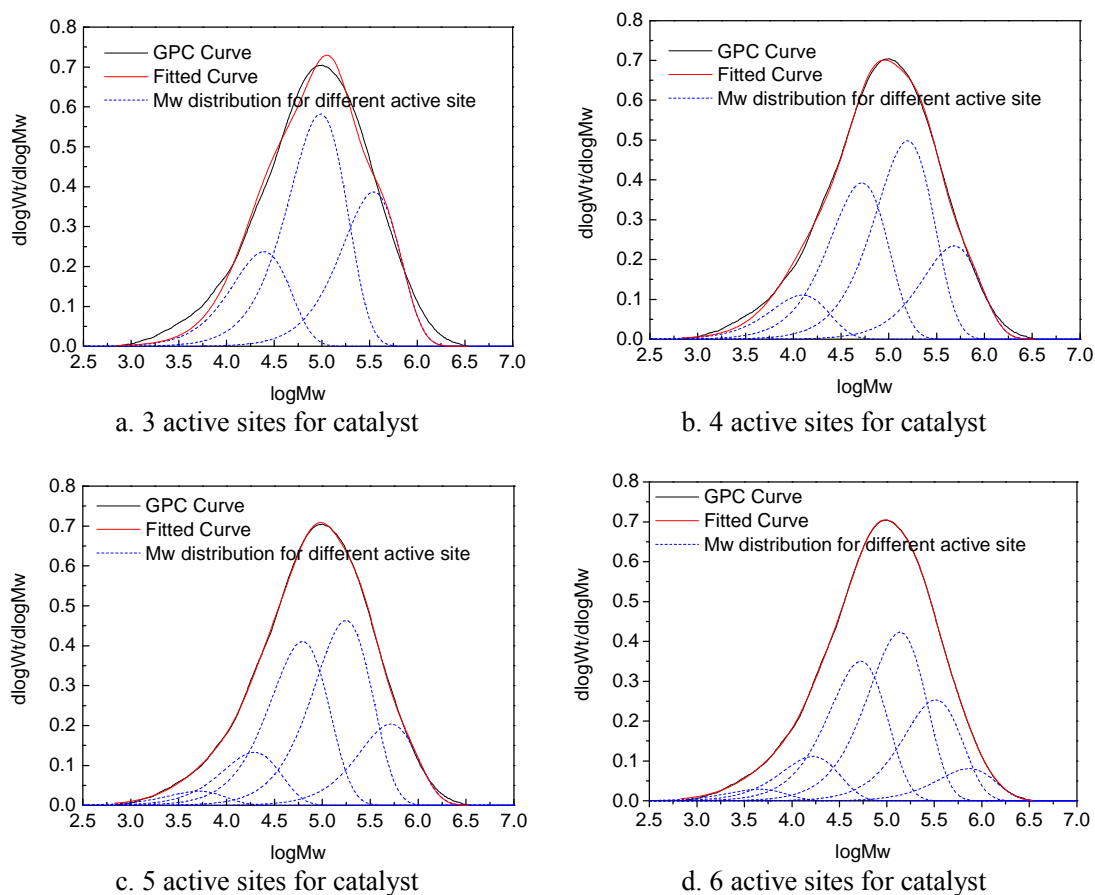 0.8
0.7
0.6
0.5
0.4
0.3
0.2
0.1
0.0
dlogWt/dlogMw
GPC Curve
Fitted Curve
Mw distribution for different active site
2.5 3.0 3.5 4.0 4.5 5.0 5.5 6.0 6.5 7.0
logMw
a. 3 active sites for catalyst
0.8
0.7
0.6
0.5
0.4
0.3
0.2
0.1
0.0
dlogWt/dlogMw
GPC Curve
Fitted Curve
Mw distribution for different active site
2.5 3.0 3.5 4.0 4.5 5.0 5.5 6.0 6.5 7.0
logMw
b. 4 active sites for catalyst
0.8
0.7
0.6
0.5
0.4
0.3
0.2
0.1
0.0
dlogWt/dlogMw
GPC Curve
Fitted Curve
Mw distribution for different active site
2.5 3.0 3.5 4.0 4.5 5.0 5.5 6.0 6.5 7.0
logMw
c. 5 active sites for catalyst
0.8
0.7
0.6
0.5
0.4
0.3
0.2
0.1
0.0
dlogWt/dlogMw
GPC Curve
Fitted Curve
Mw distribution for different active site
2.5 3.0 3.5 4.0 4.5 5.0 5.5 6.0 6.5 7.0
logMw
d. 6 active sites for catalyst